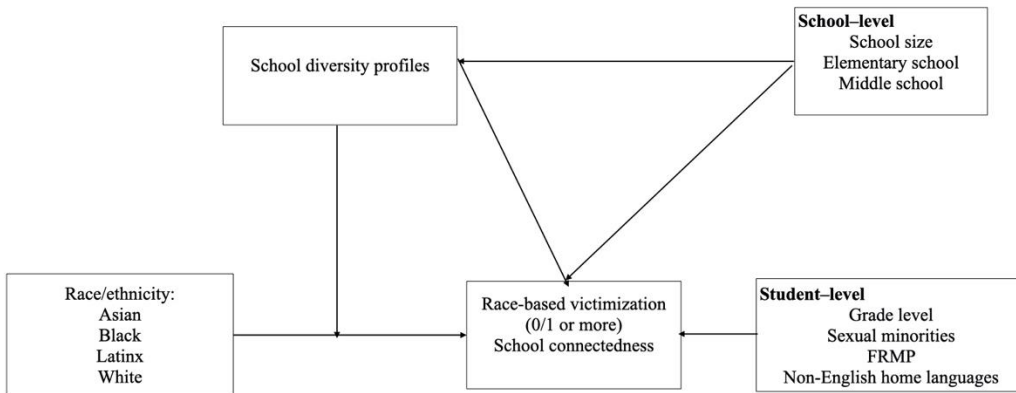 School diversity profiles
School–level
School size
Elementary school
Middle school
Race/ethnicity:
Asian
Black
Latinx
White
Race-based victimization
(0/1 or more)
School connectedness
Student–level
Grade level
Sexual minorities
FRMP
Non-English home languages